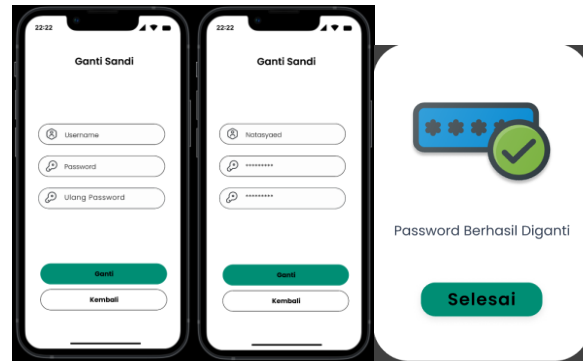 22:22
Ganti Sandi
Username
Password
Ulang Password
Ganti
Kembali
22:22
Ganti Sandi
Natasyaed
*********
*********
Ganti
Kembali
****
Password Berhasil Diganti
Selesai